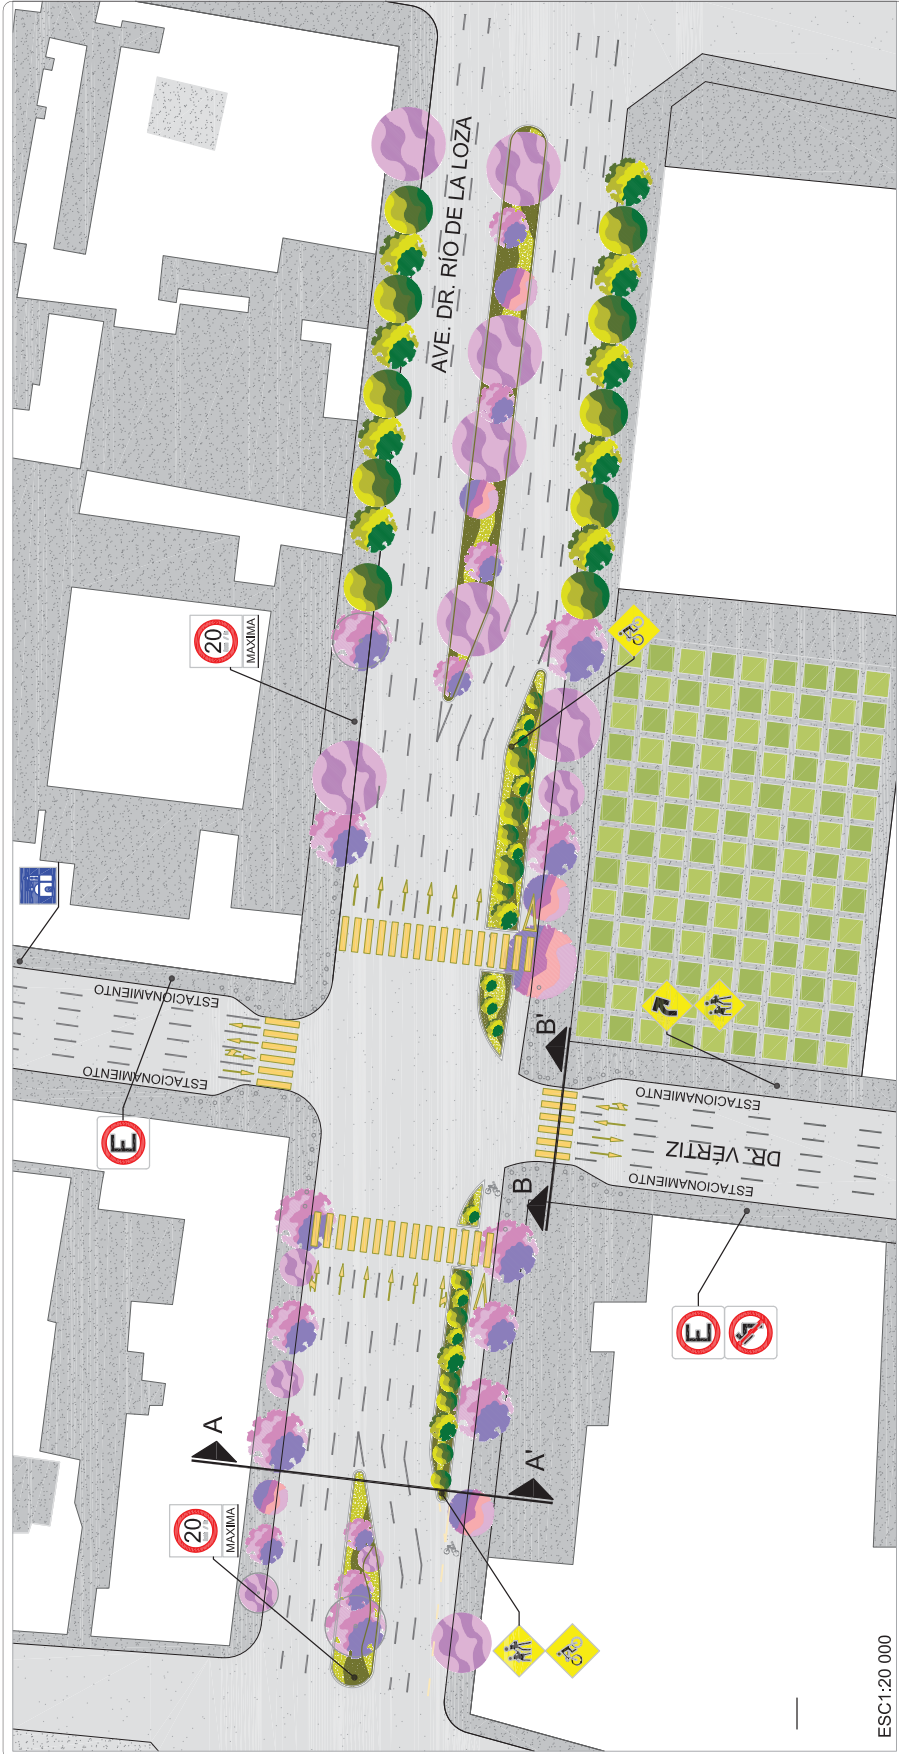 AVE. DR. RÍO DE LA LOZA
20
MAXIMA
ESTACIONAMIENTO
ESTACIONAMIENTO
E
B'
B
ESTACIONAMIENTO
DR. VÉRTIZ
ESTACIONAMIENTO
E
A
A'
20
MAXIMA
ESC1:20 000